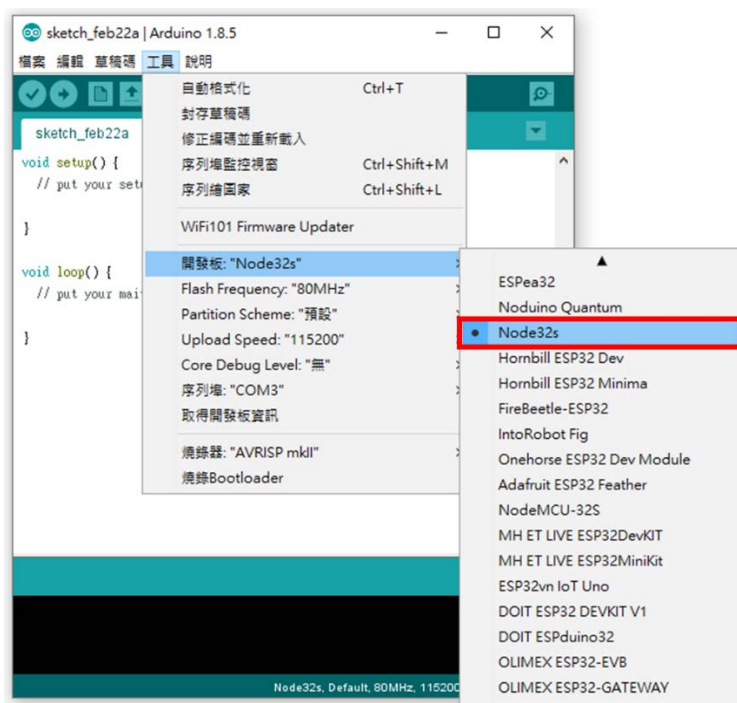 sketch_feb22a | Arduino 1.8.5
檔案 編輯 草稿碼 工具 說明
自動格式化 Ctrl+T
封存草稿碼
修正編碼並重新載入
序列埠監控視窗 Ctrl+Shift+M
序列繪圖家 Ctrl+Shift+L
WiFi101 Firmware Updater
開發板: "Node32s"
Flash Frequency: "80MHz"
Partition Scheme: "預設"
Upload Speed: "115200"
Core Debug Level: "無"
序列埠: "COM3"
取得開發板資訊
燒錄器: "AVRISP mkII"
燒錄Bootloader
sketch_feb22a
void setup() {
// put your set
}
void loop() {
// put your mai
}
ESPea32
Noduino Quantum
Node32s
Hornbill ESP32 Dev
Hornbill ESP32 Minima
FireBeetle-ESP32
IntoRobot Fig
Onehorse ESP32 Dev Module
Adafruit ESP32 Feather
NodeMCU-32S
MH ET LIVE ESP32DevKIT
MH ET LIVE ESP32MiniKit
ESP32vn IoT Uno
DOIT ESP32 DEVKIT V1
DOIT ESPduino32
OLIMEX ESP32-EVB
OLIMEX ESP32-GATEWAY
Node32s, Default, 80MHz, 115200